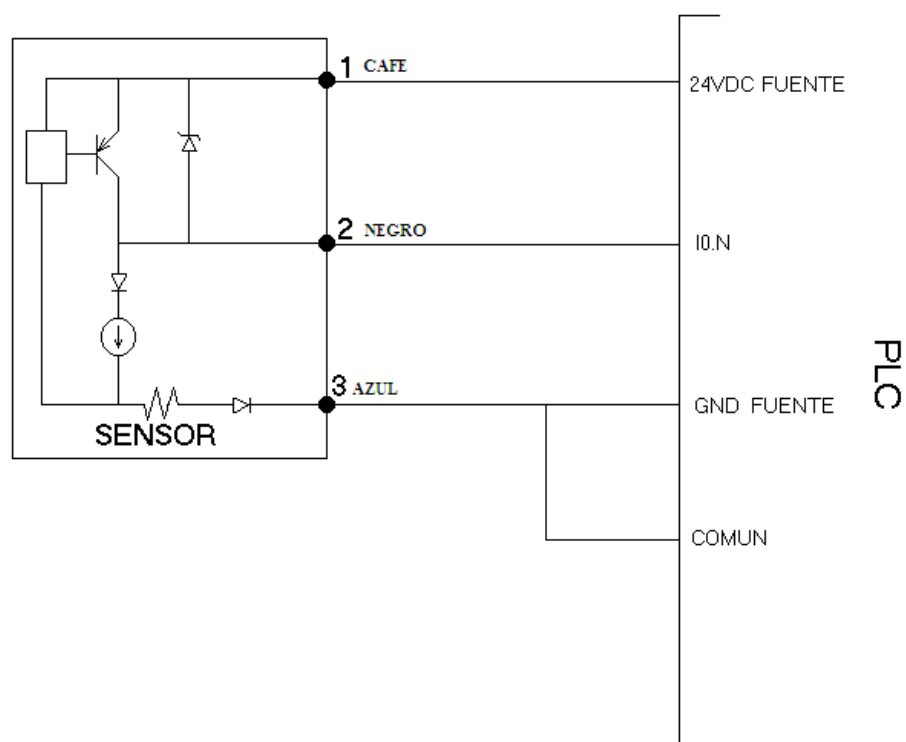 1 CAFE
24VDC FUENTE
2 NEGRO
I0.N
PLC
3 AZUL
GND FUENTE
SENSOR
COMUN